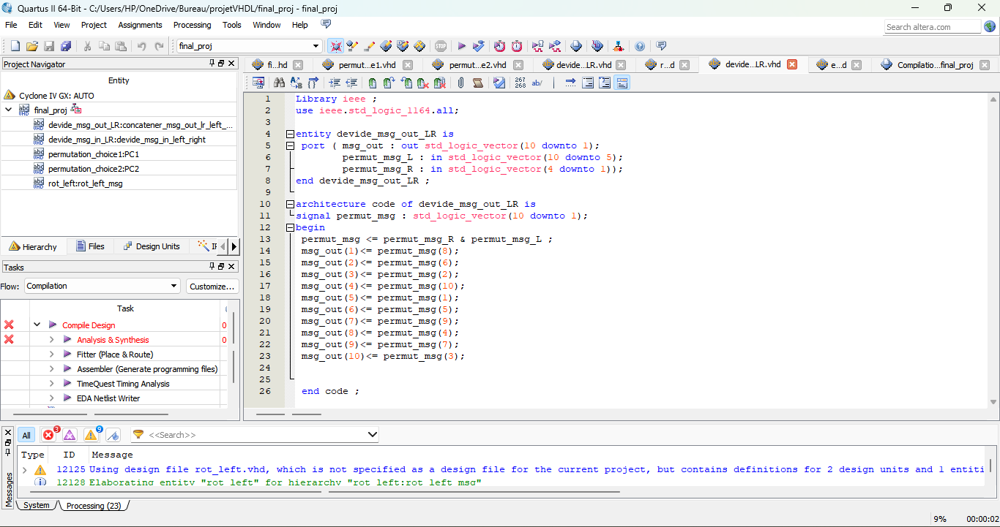 Quartus II 64-Bit - C:/Users/HP/OneDrive/Bureau/projetVHDL/final_proj - final_proj
File Edit View Project Assignments Processing Tools Window Help
Search altera.com
final_proj
Project Navigator
Entity
Cyclone IV GX: AUTO
final_proj
devide_msg_out_LR:concatener_msg_out_lr_left_...
devide_msg_in_LR:devide_msg_in_left_right
permutation_choice1:PC1
permutation_choice2:PC2
rot_left:rot_left_msg
Hierarchy Files Design Units
Tasks
Flow: Compilation Customize...
Task
Compile Design
Analysis & Synthesis
Fitter (Place & Route)
Assembler (Generate programming files)
TimeQuest Timing Analysis
EDA Netlist Writer
fi...hd permut...e1.vhd permut...e2.vhd devide...LR.vhd r...d devide...LR.vhd e...d Compilatio...final_proj
267
268 ab/
1 Library ieee ;
2 use ieee.std_logic_1164.all;
3
4 entity devide_msg_out_LR is
5 port ( msg_out : out std_logic_vector(10 downto 1);
6 permut_msg_L : in std_logic_vector(10 downto 5);
7 permut_msg_R : in std_logic_vector(4 downto 1));
8 end devide_msg_out_LR ;
9
10 architecture code of devide_msg_out_LR is
11 signal permut_msg : std_logic_vector(10 downto 1);
12 begin
13 permut_msg <= permut_msg_R & permut_msg_L ;
14 msg_out(1)<= permut_msg(8);
15 msg_out(2)<= permut_msg(6);
16 msg_out(3)<= permut_msg(2);
17 msg_out(4)<= permut_msg(10);
18 msg_out(5)<= permut_msg(1);
19 msg_out(6)<= permut_msg(5);
20 msg_out(7)<= permut_msg(9);
21 msg_out(8)<= permut_msg(4);
22 msg_out(9)<= permut_msg(7);
23 msg_out(10)<= permut_msg(3);
24
25
26 end code ;
All 3 9 <<Search>>
Type ID Message
12125 Using design file rot_left.vhd, which is not specified as a design file for the current project, but contains definitions for 2 design units and 1 entiti
12128 Elaborating entity "rot_left" for hierarchy "rot_left:rot_left_msg"
Messages
System Processing (23)
9% 00:00:02